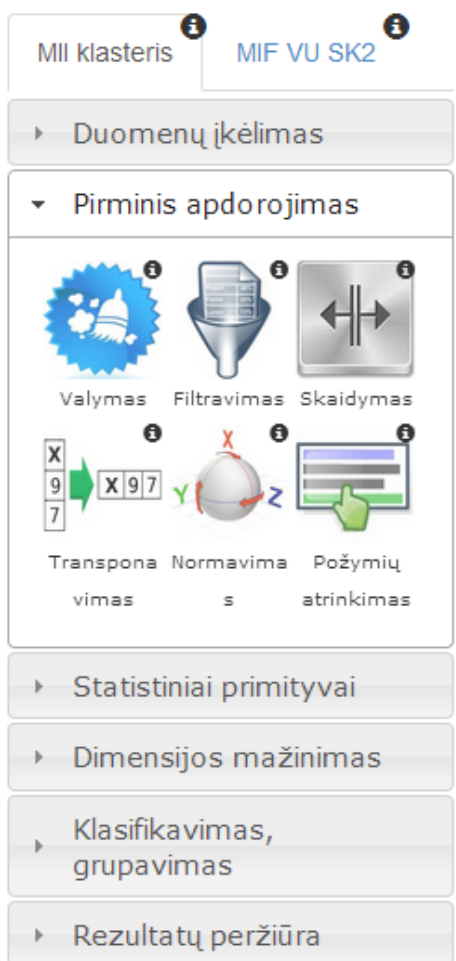 MII klasteris
MIF VU SK2
Duomenų įkėlimas
Pirminis apdorojimas
Valymas Filtravimas Skaidymas
X
9
7
X 9 7
X
Y
Z
Transpona Normavima Požymių
vimas s atrinkimas
Statistiniai primityvai
Dimensijos mažinimas
Klasifikavimas,
grupavimas
Rezultatų peržiūra